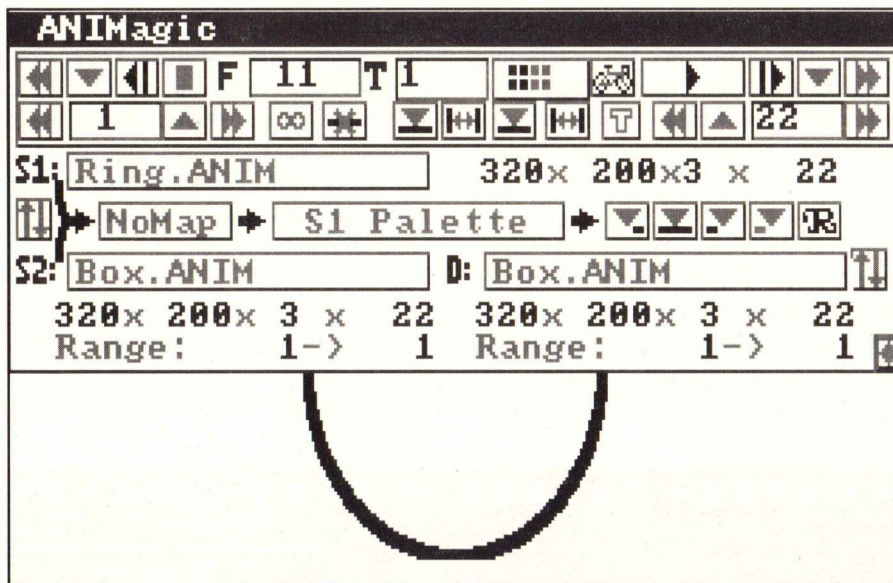 ANIMagic
F 11 T 1
1 T 22
S1: Ring.ANIM 320x 200x3 x 22
NoMap S1 Palette R
S2: Box.ANIM D: Box.ANIM
320x 200x 3 x 22 320x 200x 3 x 22
Range: 1-> 1 Range: 1-> 1